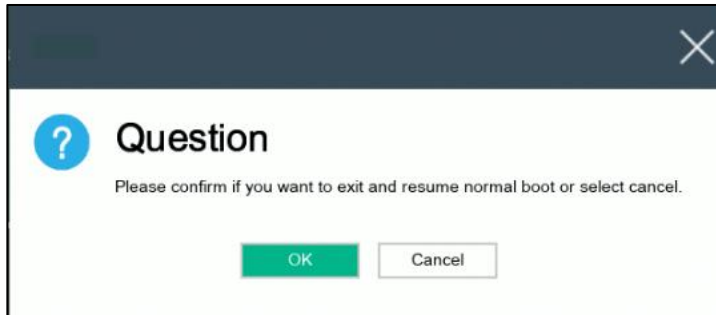 ?
Question
Please confirm if you want to exit and resume normal boot or select cancel.
OK
Cancel